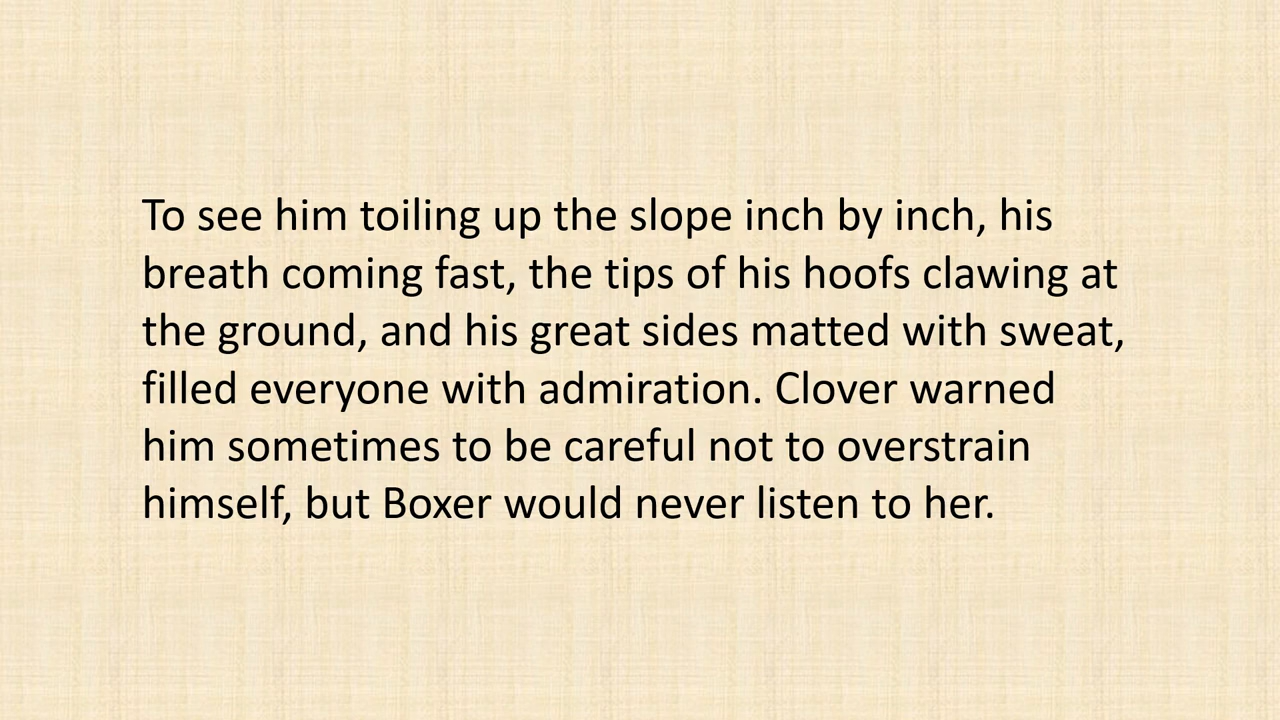 To see him toiling up the slope inch by inch, his
breath coming fast, the tips of his hoofs clawing at
the ground, and his great sides matted with sweat,
filled everyone with admiration. Clover warned
him sometimes to be careful not to overstrain
himself, but Boxer would never listen to her.